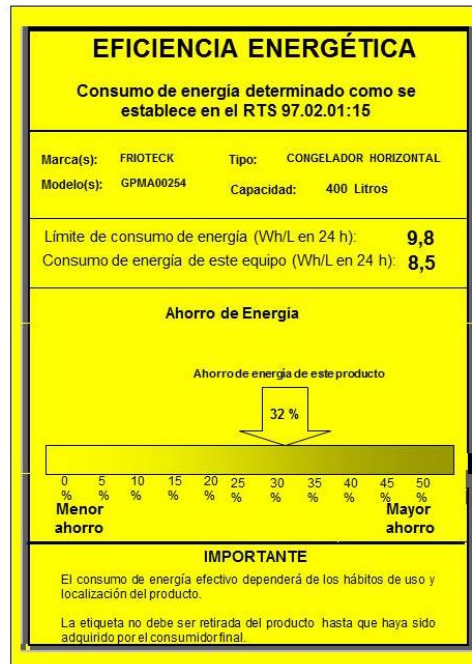 EFICIENCIA ENERGÉTICA
Consumo de energía determinado como se
establece en el RTS 97.02.01:15
Marca(s): FRIOTECK Tipo: CONGELADOR HORIZONTAL
Modelo(s): GPMA00254 Capacidad: 400 Litros
Límite de consumo de energía (Wh/L en 24 h): 9,8
Consumo de energía de este equipo (Wh/L en 24 h): 8,5
Ahorro de Energía
Ahorro de energía de este producto
32 %
0 5 10 15 20 25 30 35 40 45 50
% % % % % % % % % % %
Menor Mayor
ahorro ahorro
IMPORTANTE
El consumo de energía efectivo dependerá de los hábitos de uso y
localización del producto.
La etiqueta no debe ser retirada del producto hasta que haya sido
adquirido por el consumidor final.